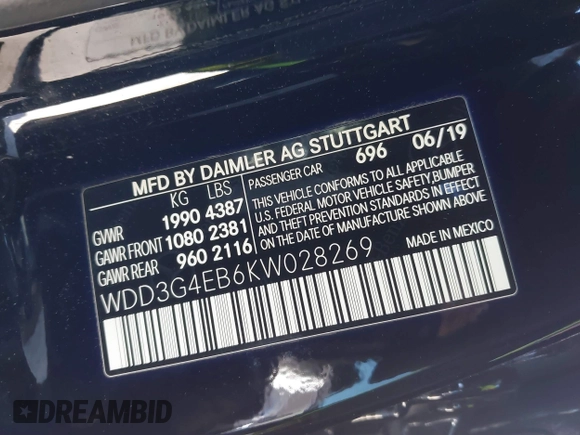 MFD BY DAIMLER AG STUTTGART
KG LBS
GVWR 1990 4387
GAWR FRONT 1080 2381
GAWR REAR 960 2116
PASSENGER CAR 696 06/19
THIS VEHICLE CONFORMS TO ALL APPLICABLE
U.S. FEDERAL MOTOR VEHICLE SAFETY,BUMPER
AND THEFT PREVENTION STANDARDS IN EFFECT
ON THE DATE OF MANUFACTURE SHOWN ABOVE
MADE IN MEXICO
WDD3G4EB6KW028269
DREAMBID